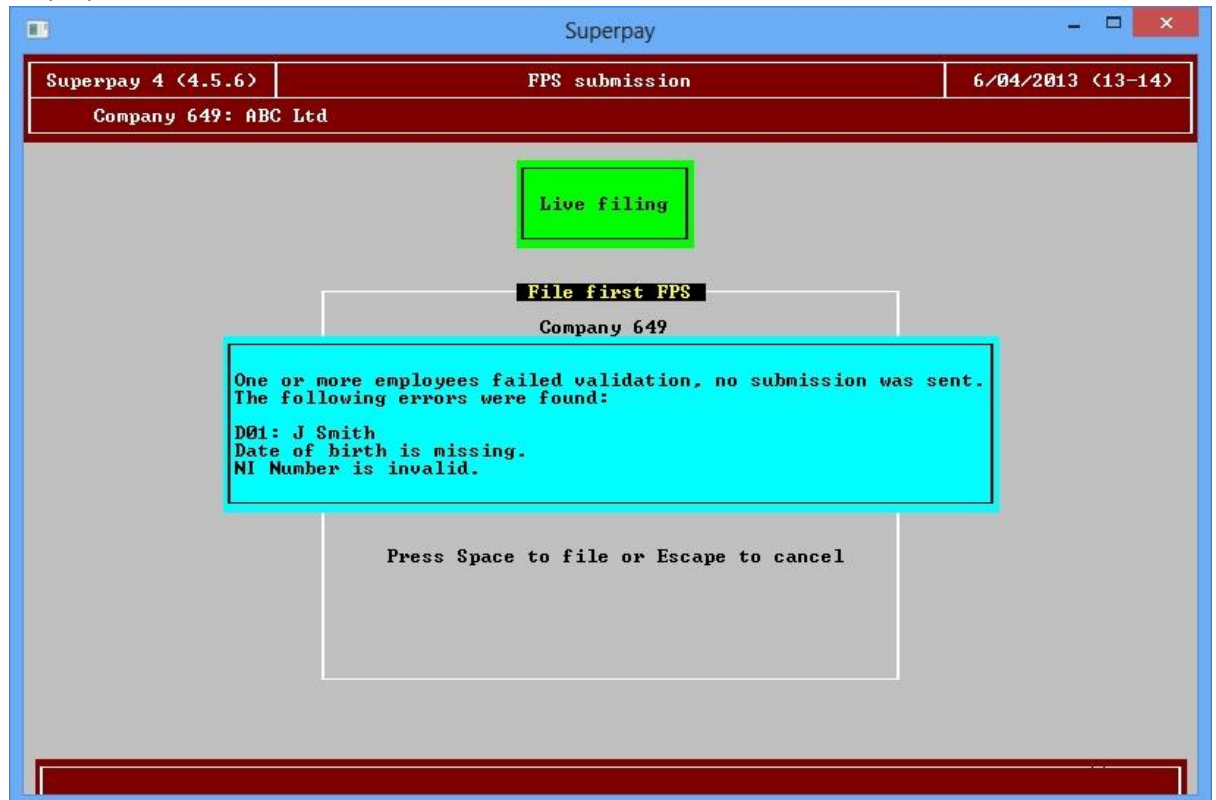 Superpay
Superpay 4 (4.5.6) FPS submission 6/04/2013 (13-14)
Company 649: ABC Ltd
Live filing
File first FPS
Company 649
One or more employees failed validation, no submission was sent.
The following errors were found:
D01: J Smith
Date of birth is missing.
NI Number is invalid.
Press Space to file or Escape to cancel